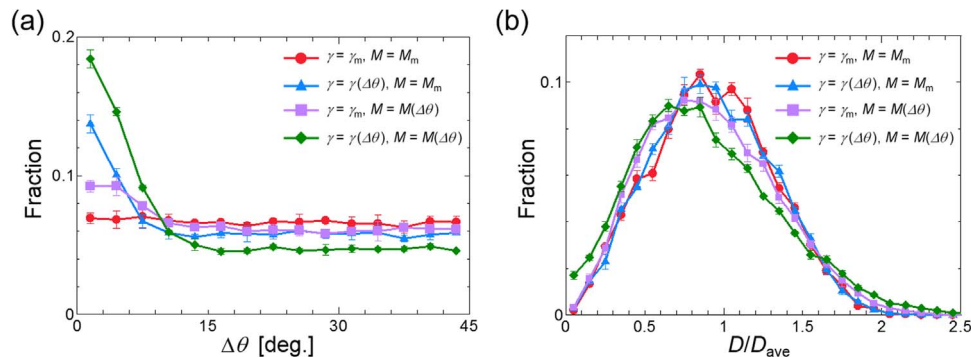 (a)
0.2
0.1
0
Fraction
γ = γm, M = Mm
γ = γ(Δθ), M = Mm
γ = γm, M = M(Δθ)
γ = γ(Δθ), M = M(Δθ)
0 15 30 45
Δθ [deg.]
(b)
0.1
0
Fraction
γ = γm, M = Mm
γ = γ(Δθ), M = Mm
γ = γm, M = M(Δθ)
γ = γ(Δθ), M = M(Δθ)
0 0.5 1.0 1.5 2.0 2.5
D/Dave